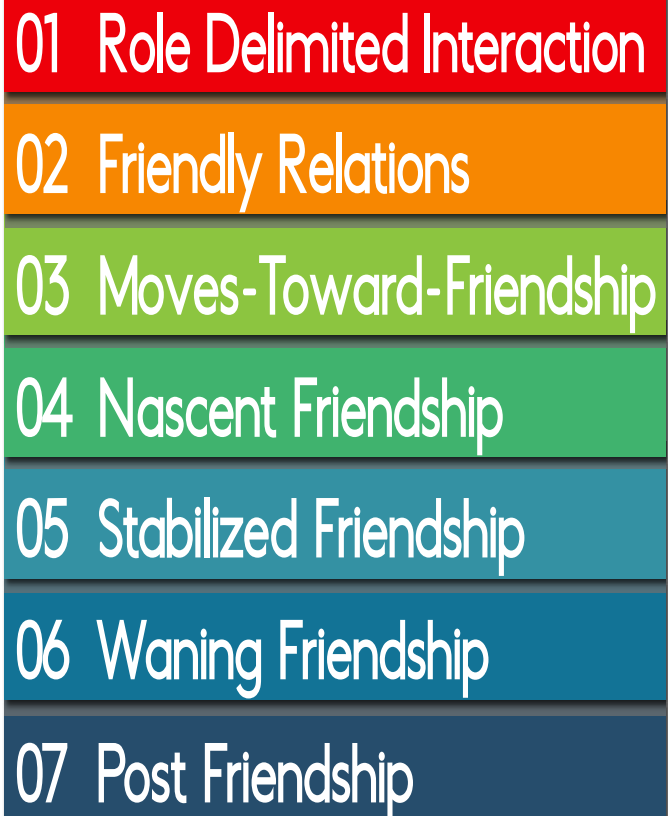 01 Role Delimited Interaction
02 Friendly Relations
03 Moves-Toward-Friendship
04 Nascent Friendship
05 Stabilized Friendship
06 Waning Friendship
07 Post Friendship